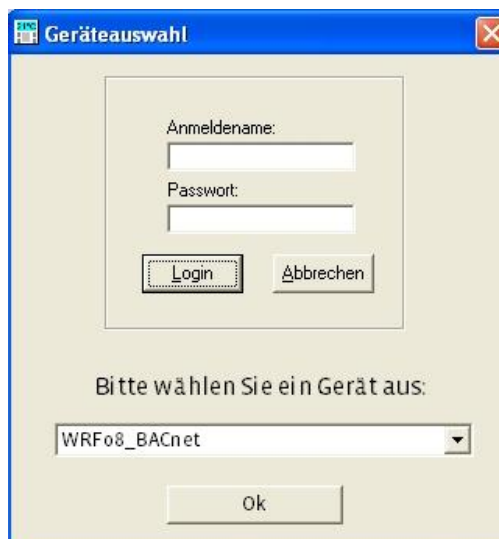 Geräteauswahl
Anmeldename:
Passwort:
Login
Abbrechen
Bitte wählen Sie ein Gerät aus:
WRFo8_BACnet
Ok